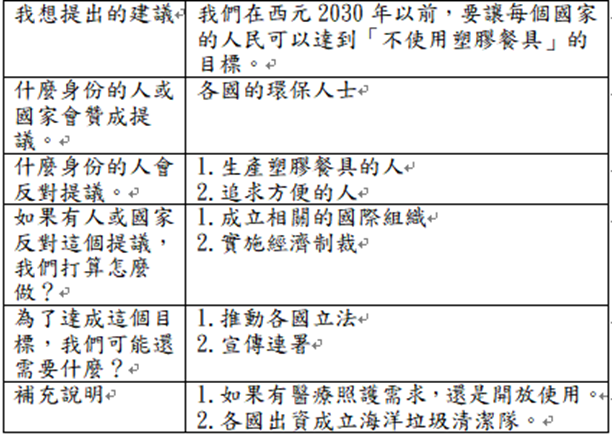 我想提出的建議
我們在西元 2030 年以前，要讓每個國家
的人民可以達到「不使用塑膠餐具」的
目標。
什麼身份的人或
國家會贊成提
議。
各國的環保人士
什麼身份的人會
反對提議。
1.生產塑膠餐具的人
2.追求方便的人
如果有人或國家
反對這個提議，
我們打算怎麼
做？
1.成立相關的國際組織
2.實施經濟制裁
為了達成這個目
標，我們可能還
需要什麼？
1.推動各國立法
2.宣傳連署
補充說明
1.如果有醫療照護需求，還是開放使用。
2.各國出資成立海洋垃圾清潔隊。